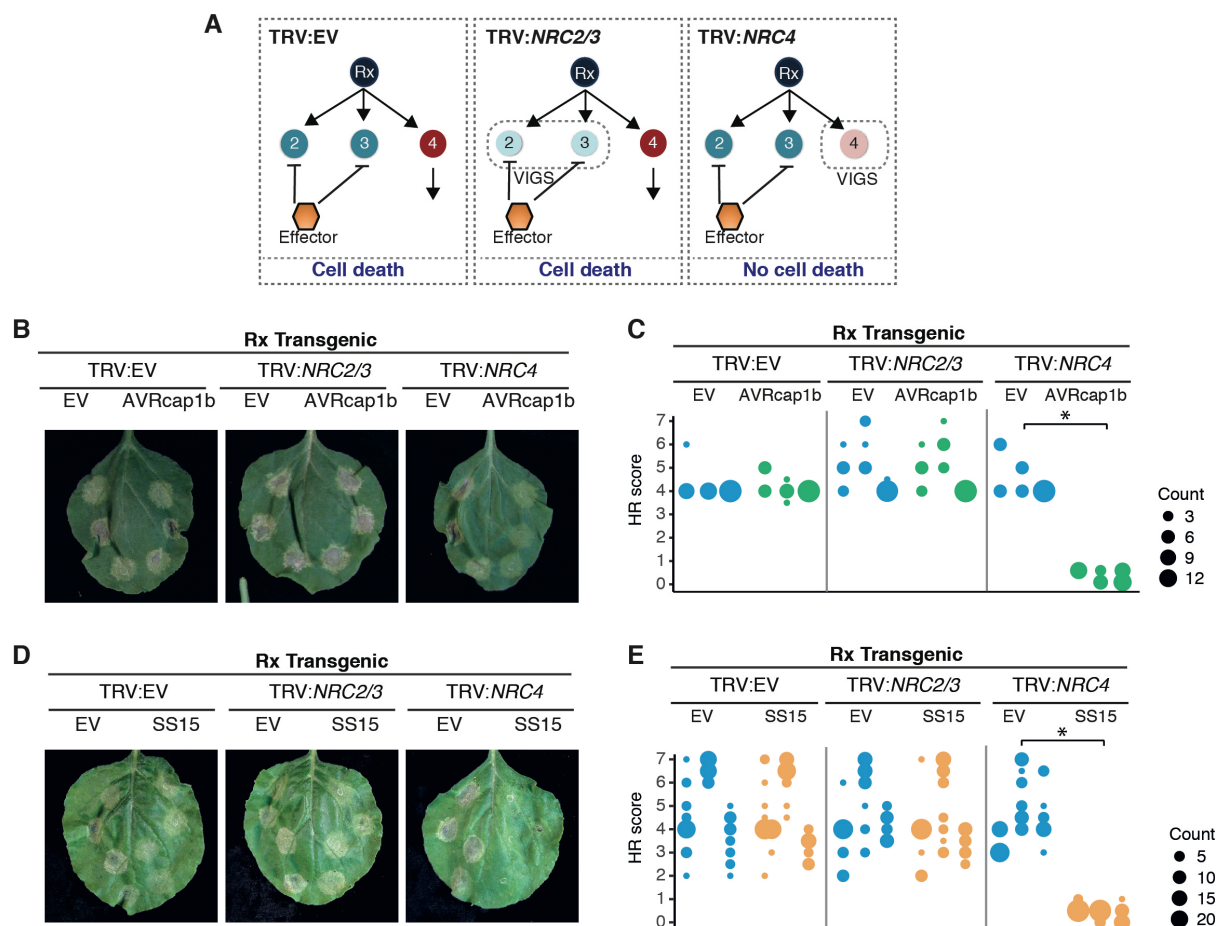 A
TRV:EV TRV:NRC2/3 TRV:NRC4
Rx Rx Rx
2 3 4 2 3 4 2 3 4
VIGS VIGS
Effector Effector Effector
Cell death Cell death No cell death
B
Rx Transgenic
TRV:EV TRV:NRC2/3 TRV:NRC4
EV AVRcap1b EV AVRcap1b EV AVRcap1b
C
Rx Transgenic
TRV:EV TRV:NRC2/3 TRV:NRC4
EV AVRcap1b EV AVRcap1b EV AVRcap1b
*
HR score
7
6
5
4
3
2
1
0
Count
3
6
9
12
D
Rx Transgenic
TRV:EV TRV:NRC2/3 TRV:NRC4
EV SS15 EV SS15 EV SS15
E
Rx Transgenic
TRV:EV TRV:NRC2/3 TRV:NRC4
EV SS15 EV SS15 EV SS15
*
HR score
7
6
5
4
3
2
1
0
Count
5
10
15
20